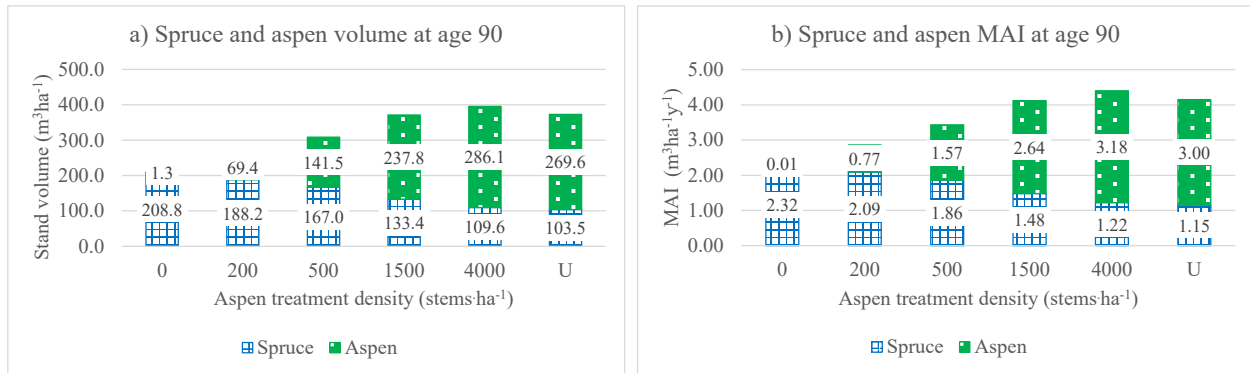 a) Spruce and aspen volume at age 90
Stand volume (m³ha⁻¹)
500.0
400.0
300.0
200.0
100.0
0.0
1.3 69.4 141.5 237.8 286.1 269.6
208.8 188.2 167.0 133.4 109.6 103.5
0 200 500 1500 4000 U
Aspen treatment density (stems·ha⁻¹)
Spruce Aspen
b) Spruce and aspen MAI at age 90
MAI (m³ha⁻¹y⁻¹)
5.00
4.00
3.00
2.00
1.00
0.00
0.01 0.77 1.57 2.64 3.18 3.00
2.32 2.09 1.86 1.48 1.22 1.15
0 200 500 1500 4000 U
Aspen treatment density (stems·ha⁻¹)
Spruce Aspen